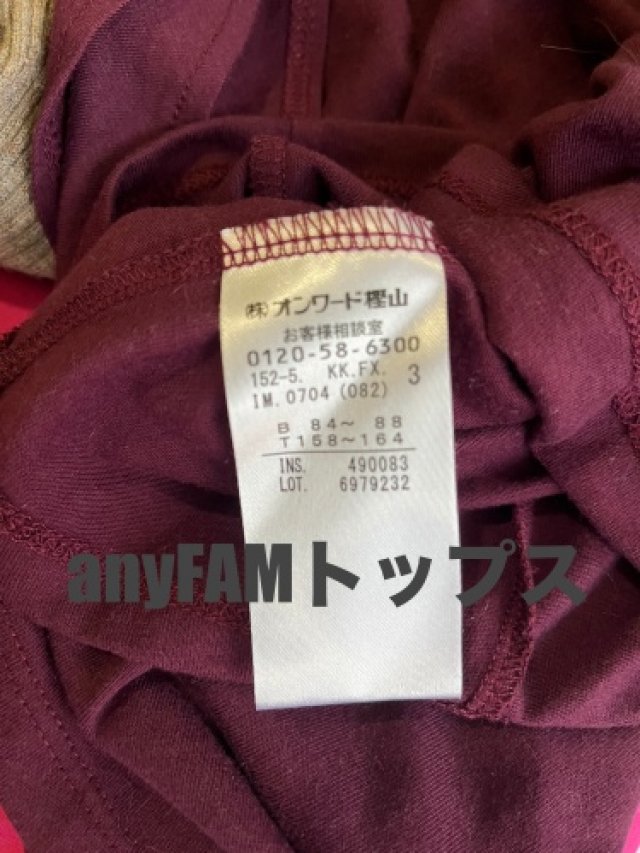 ㈱オンワード樫山
お客様相談室
0120-58-6300
152-5. KK.FX. 3
IM. 0704 (082)
B 84～ 88
T158～164
INS. 490083
LOT. 6979232
anyFAMトップス